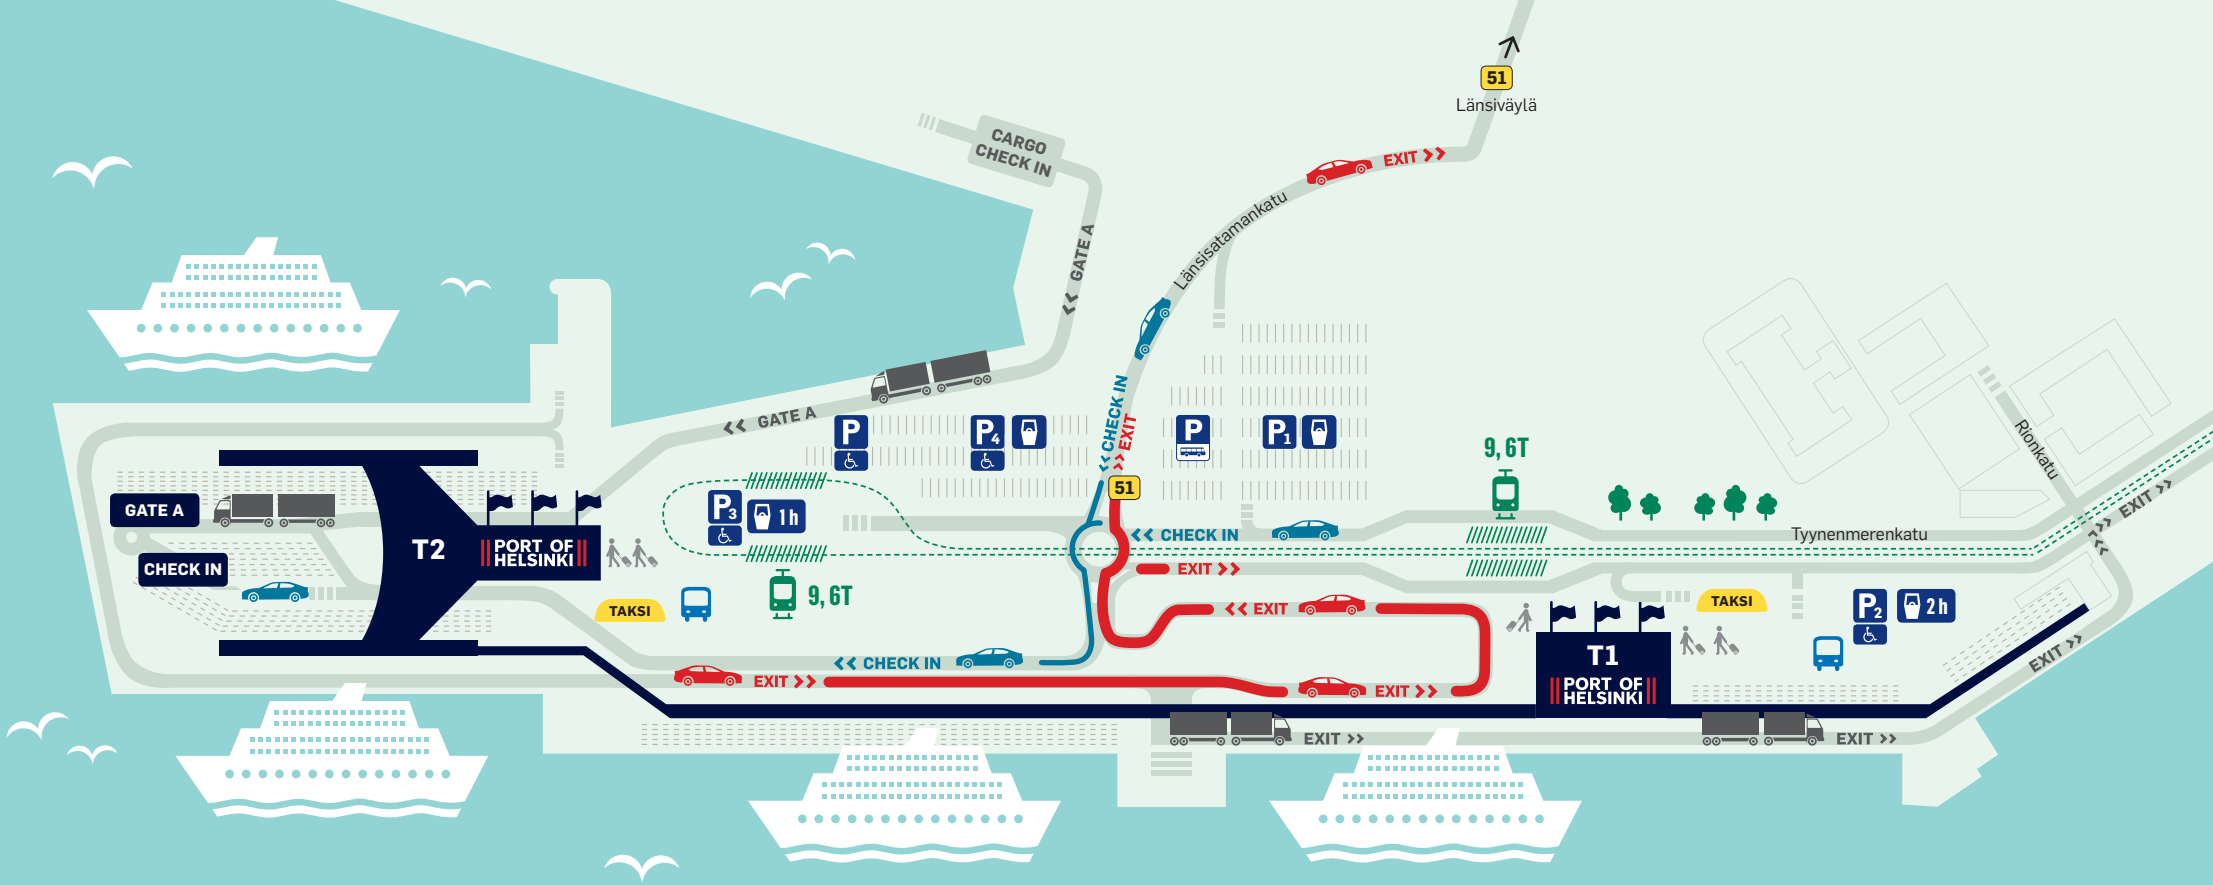 51
Länsiväylä
CARGO
CHECK IN
EXIT >>
Länsisatamankatu
<< GATE A
<< CHECK IN
>> EXIT
<< GATE A
P
P4
P
P1
51
9, 6T
Rionkatu
EXIT >>
GATE A
P3
1h
<< CHECK IN
Tyynenmerenkatu
T2
PORT OF
HELSINKI
CHECK IN
EXIT >>
9, 6T
TAKSI
<< EXIT
TAKSI
P2
2h
<< CHECK IN
T1
PORT OF
HELSINKI
EXIT >>
EXIT >>
EXIT >>
EXIT >>
EXIT >>